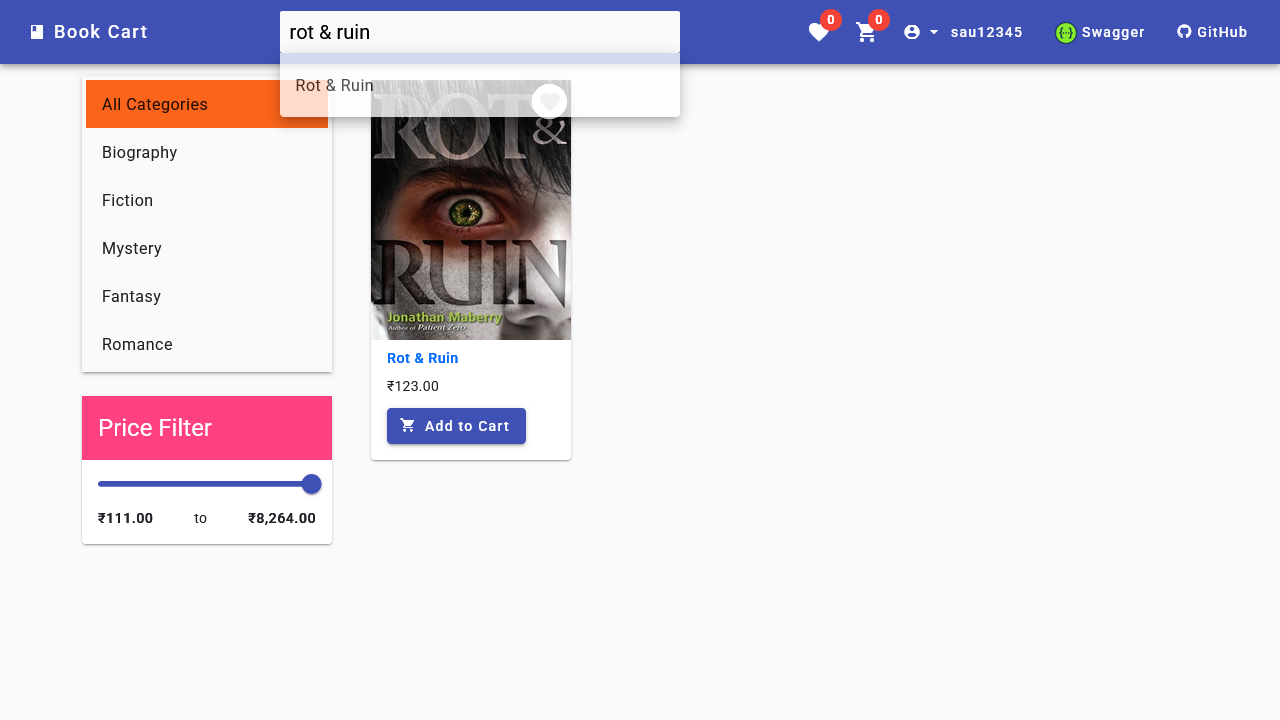 Book Cart
rot & ruin
0
0
sau12345
Swagger
GitHub
Rot & Ruin
All Categories
Biography
Fiction
Mystery
Fantasy
Romance
ROT
&
RUIN
Jonathan Maberry
Author of Patient Zero
Rot & Ruin
₹123.00
Add to Cart
Price Filter
₹111.00 to ₹8,264.00